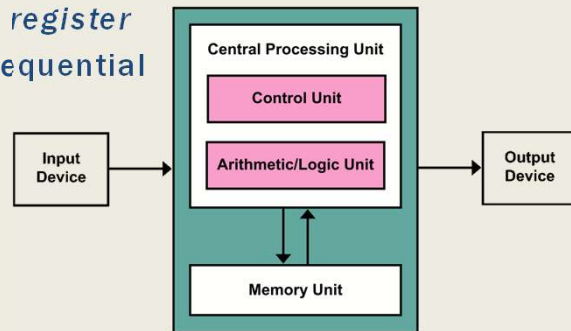 register
equential
Central Processing Unit
Control Unit
Arithmetic/Logic Unit
Input
Device
Output
Device
Memory Unit